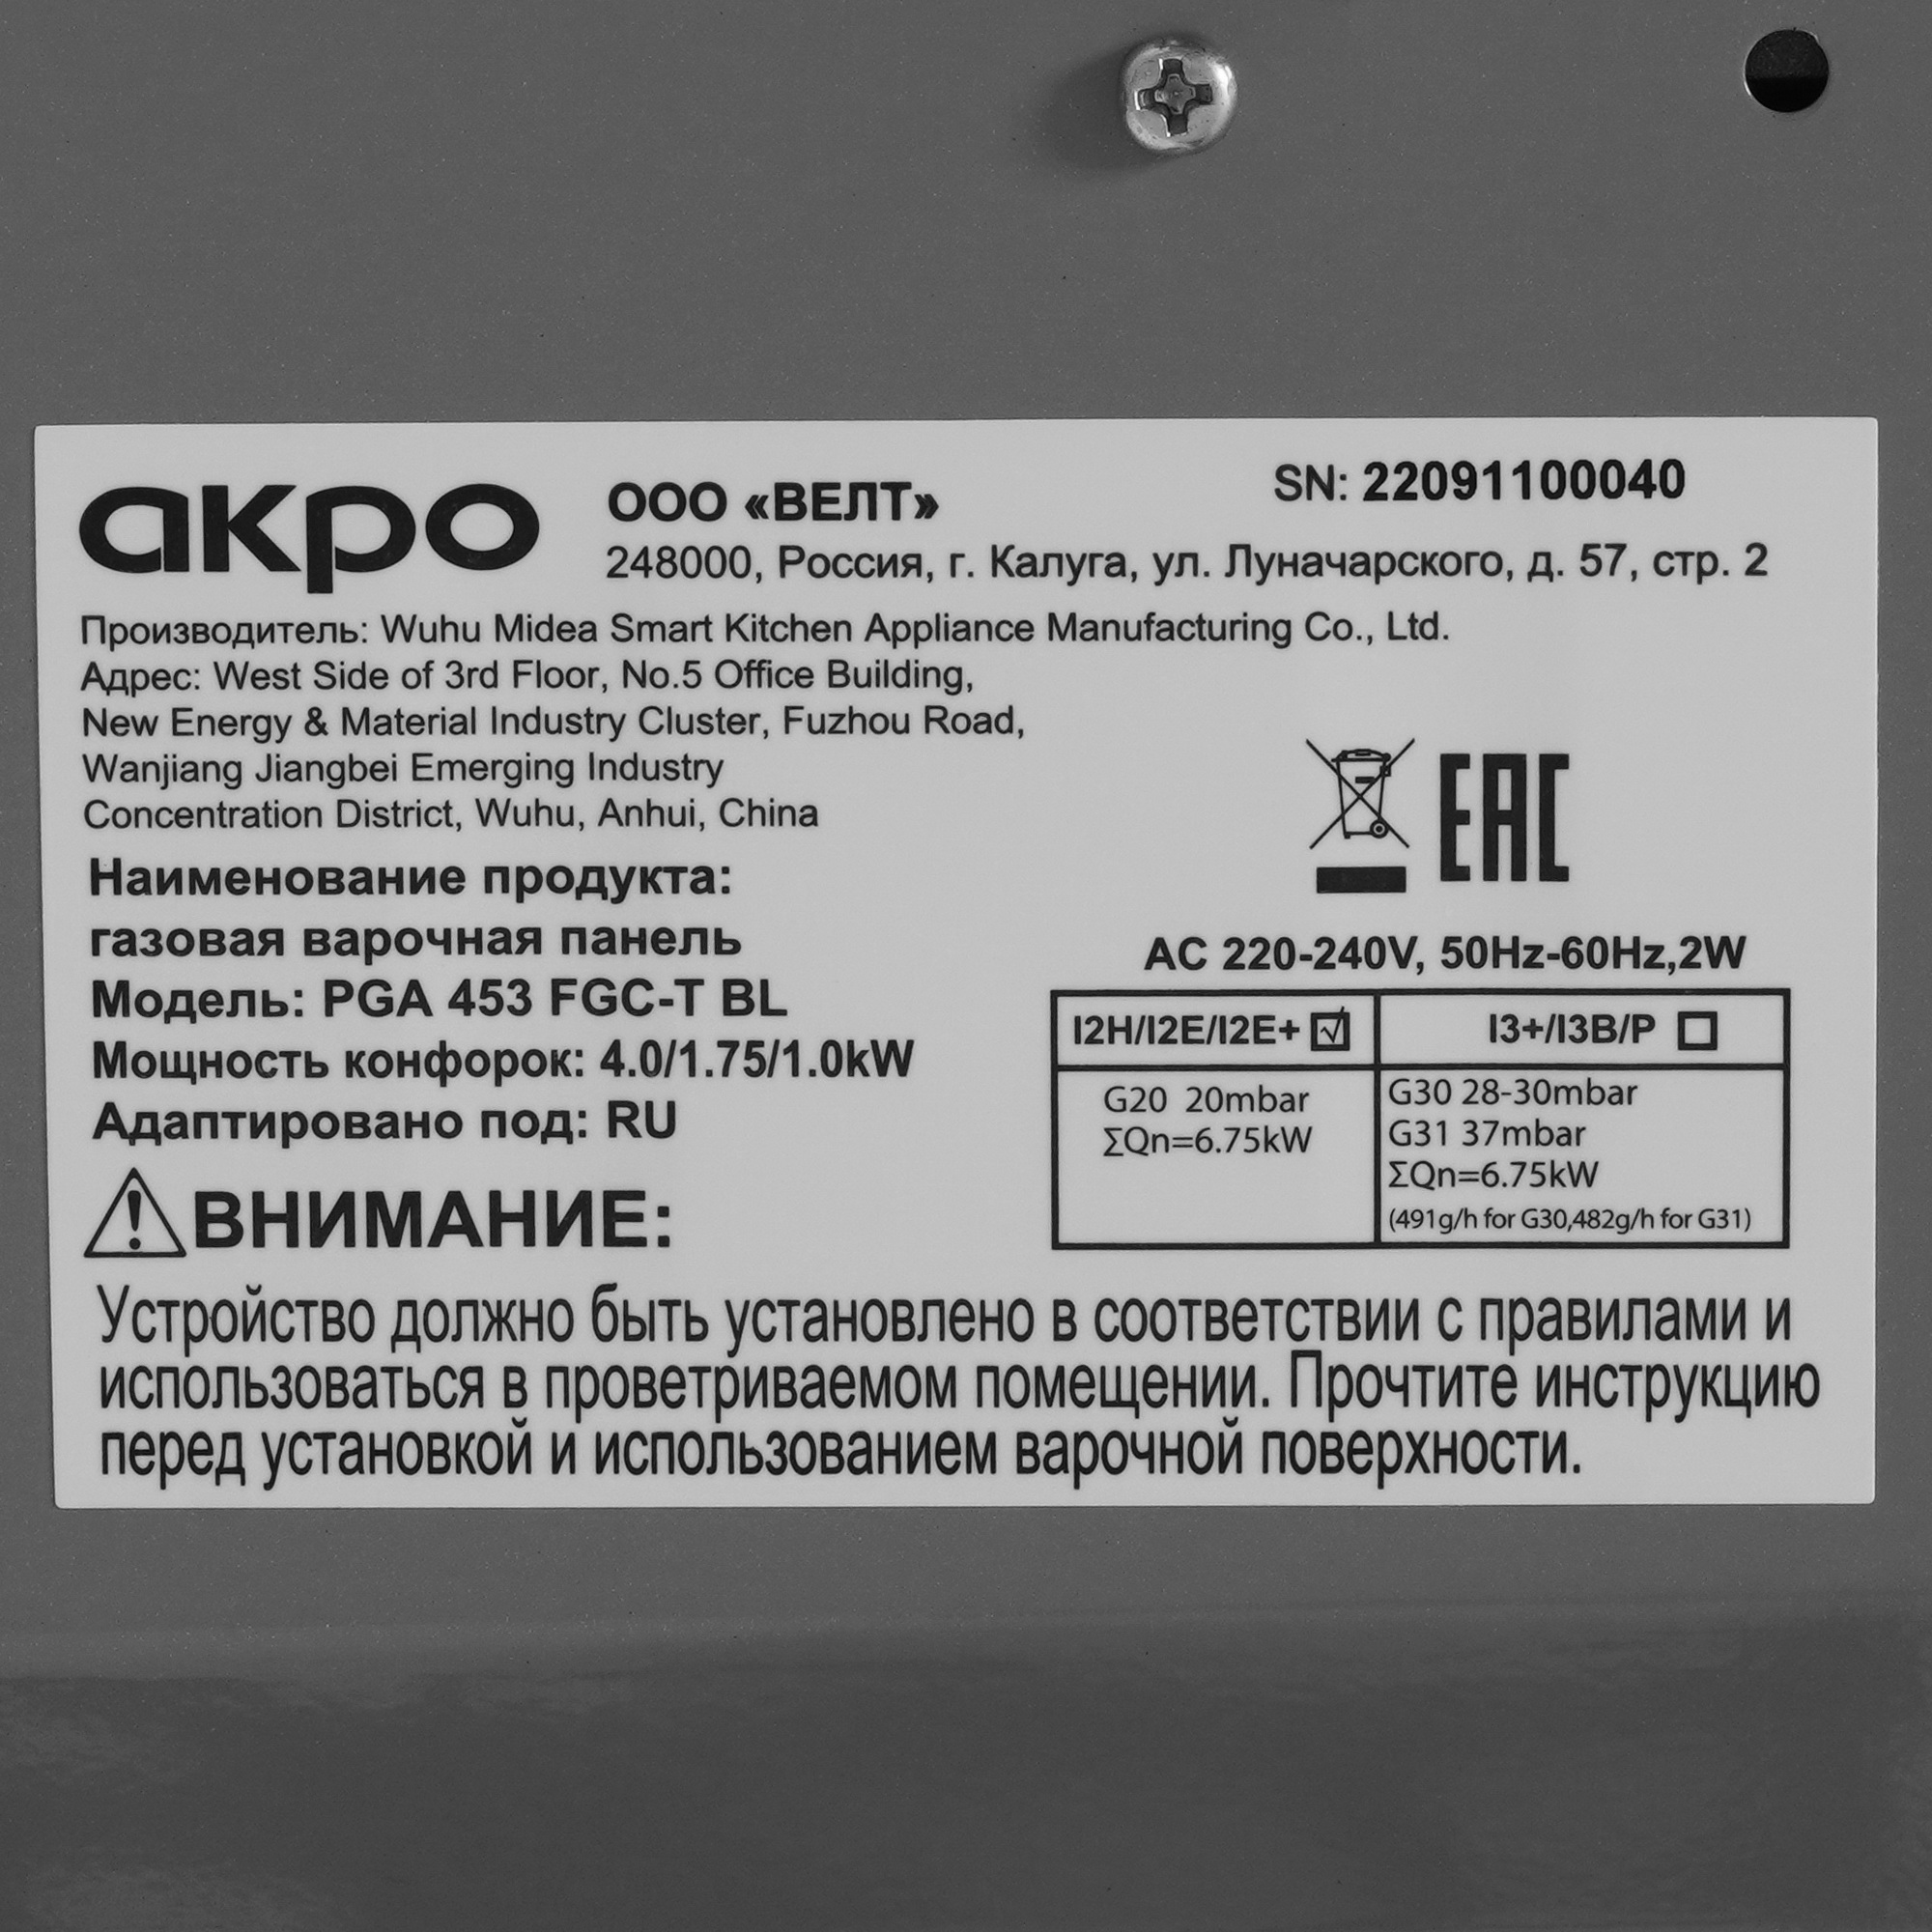 акро
ООО «ВЕЛТ»
SN: 22091100040
248000, Россия, г. Калуга, ул. Луначарского, д. 57, стр. 2
Производитель: Wuhu Midea Smart Kitchen Appliance Manufacturing Co., Ltd.
Адрес: West Side of 3rd Floor, No.5 Office Building,
New Energy & Material Industry Cluster, Fuzhou Road,
Wanjiang Jiangbei Emerging Industry
Concentration District, Wuhu, Anhui, China
EAC
Наименование продукта:
газовая варочная панель
Модель: PGA 453 FGC-T BL
Мощность конфорок: 4.0/1.75/1.0kW
Адаптировано под: RU
AC 220-240V, 50Hz-60Hz,2W
I2H/I2E/I2E+ ☑
G20 20mbar
ΣQn=6.75kW
I3+/I3B/P ☐
G30 28-30mbar
G31 37mbar
ΣQn=6.75kW
(491g/h for G30,482g/h for G31)
ВНИМАНИЕ:
Устройство должно быть установлено в соответствии с правилами и
использоваться в проветриваемом помещении. Прочтите инструкцию
перед установкой и использованием варочной поверхности.